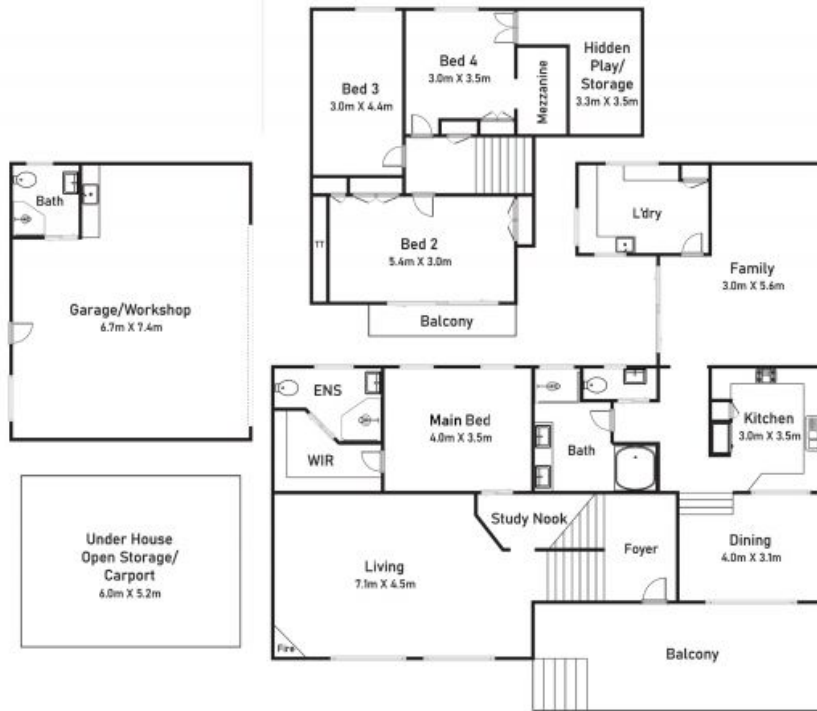 Bed 3
3.0m X 4.4m
Bed 4
3.0m X 3.5m
Mezzanine
Hidden
Play/
Storage
3.3m X 3.5m
TT
Bed 2
5.4m X 3.0m
Balcony
Bath
Garage/Workshop
6.7m X 7.4m
L'dry
Family
3.0m X 5.6m
ENS
WIR
Main Bed
4.0m X 3.5m
Bath
Kitchen
3.0m X 3.5m
Study Nook
Foyer
Dining
4.0m X 3.1m
Living
7.1m X 4.5m
Fire
Balcony
Under House
Open Storage/
Carport
6.0m X 5.2m